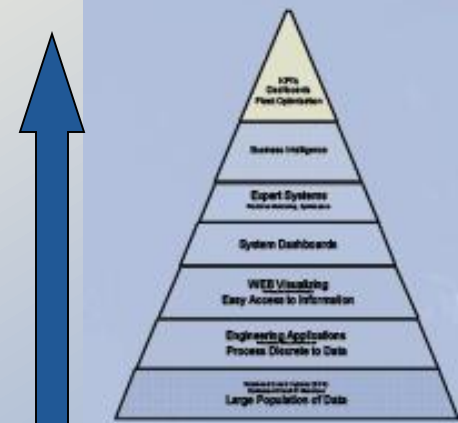 KPI's
Dashboards
Plant Optimization
Business Intelligence
Expert Systems
System Dashboards
WEB Visualizing
Easy Access to Information
Engineering Applications
Process Discrete to Data
Large Population of Data